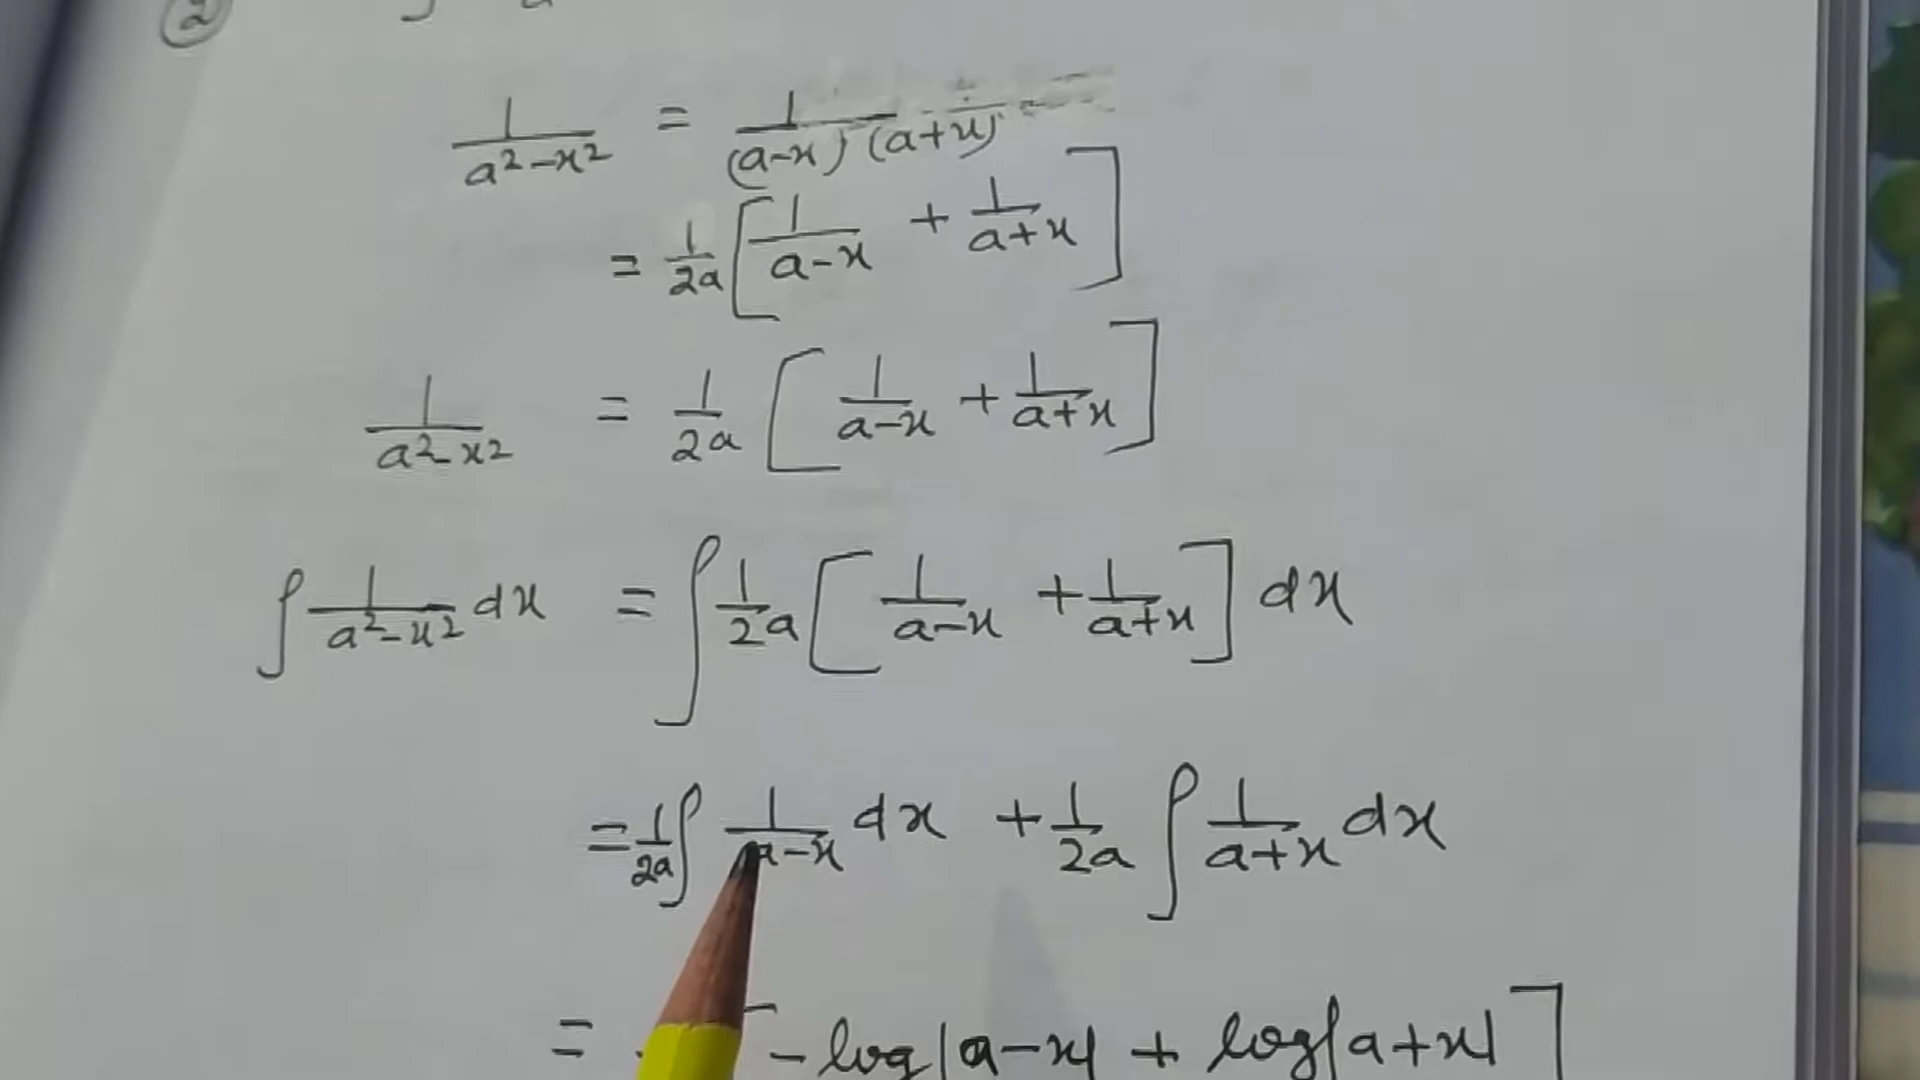 ②
1/(a²-x²) = 1/((a-x)(a+x))
= 1/2a [1/(a-x) + 1/(a+x)]
1/(a²-x²) = 1/2a [1/(a-x) + 1/(a+x)]
∫ 1/(a²-x²) dx = ∫ 1/2a [1/(a-x) + 1/(a+x)] dx
= 1/2a ∫ 1/(a-x) dx + 1/2a ∫ 1/(a+x) dx
= [-log|a-x| + log|a+x|]